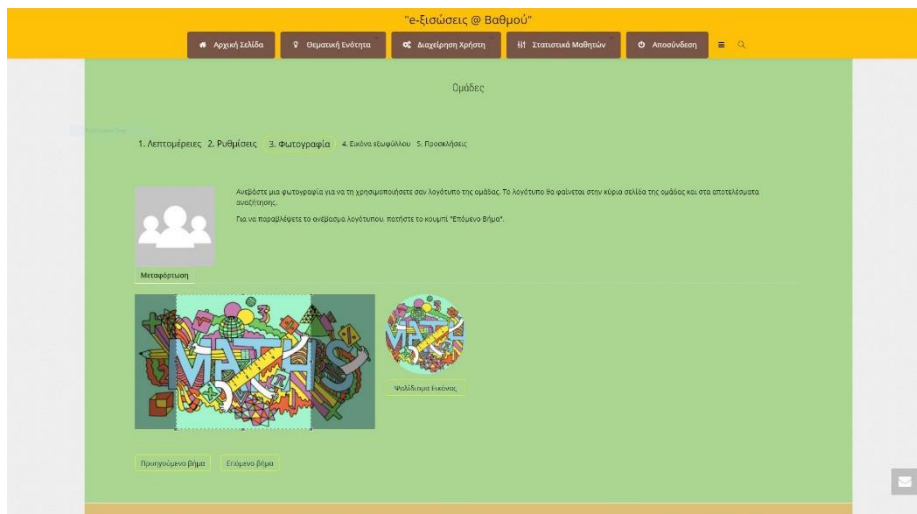 "e-ξισώσεις @ Βαθμού"
Αρχική Σελίδα Θεματική Ενότητα Διαχείρηση Χρήστη Στατιστικά Μαθητών Αποσύνδεση
Ομάδες
1. Λεπτομέρειες 2. Ρυθμίσεις 3. Φωτογραφία 4. Εικόνα εξωφύλλου 5. Προσκλήσεις
Ανεβάστε μια φωτογραφία για να τη χρησιμοποιήσετε σαν λογότυπο της ομάδας. Το λογότυπο θα φαίνεται στην κύρια σελίδα της ομάδας και στα αποτελέσματα
αναζήτησης.
Για να παραβλέψετε το ανέβασμα λογότυπου, πατήστε το κουμπί "Επόμενο Βήμα".
Μεταφόρτωση
MATHS
MATHS
Ψαλίδισμα Εικόνας
Προηγούμενο βήμα Επόμενο βήμα